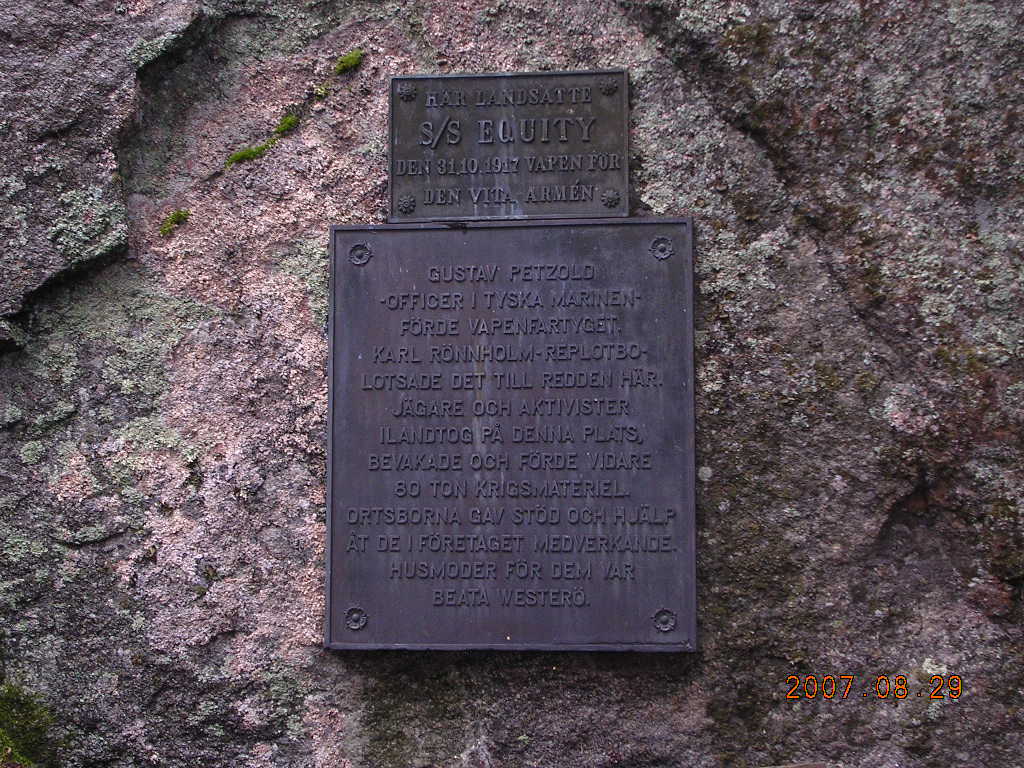 HÄR LANDSATTE
S/S EQUITY
DEN 31.10.1917 VAPEN FÖR
DEN VITA ARMÉN
GUSTAV PETZOLD
-OFFICER I TYSKA MARINEN-
FÖRDE VAPENFARTYGET.
KARL RÖNNHOLM-REPLOTBO-
LOTSADE DET TILL REDDEN HÄR.
JÄGARE OCH AKTIVISTER
ILANDTOG PÅ DENNA PLATS,
BEVAKADE OCH FÖRDE VIDARE
80 TON KRIGSMATERIEL.
ORTSBORNA GAV STÖD OCH HJÄLP
ÅT DE I FÖRETAGET MEDVERKANDE.
HUSMODER FÖR DEM VAR
BEATA WESTERÖ.
2007.08.29